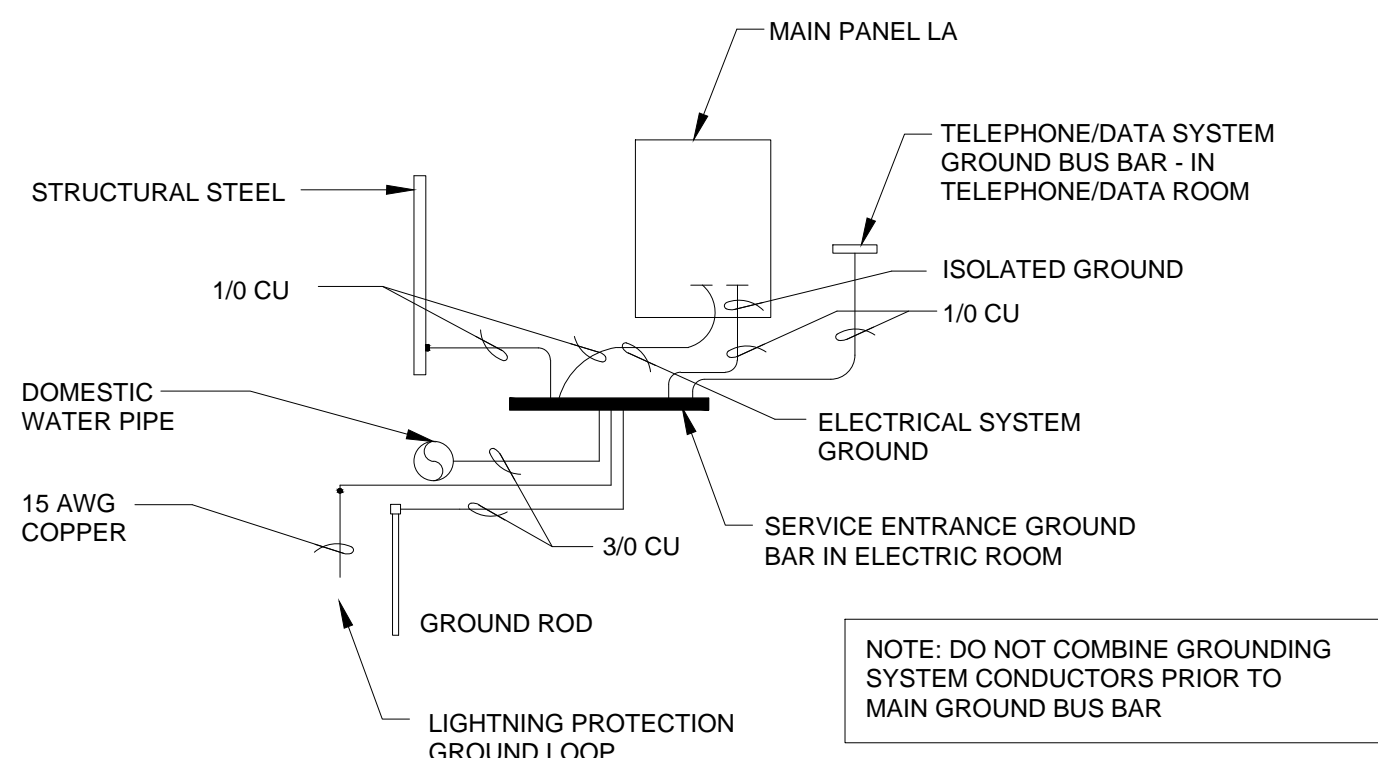 MAIN PANEL LA
TELEPHONE/DATA SYSTEM
GROUND BUS BAR - IN
TELEPHONE/DATA ROOM
STRUCTURAL STEEL
ISOLATED GROUND
1/0 CU
1/0 CU
DOMESTIC
WATER PIPE
ELECTRICAL SYSTEM
GROUND
15 AWG
COPPER
SERVICE ENTRANCE GROUND
BAR IN ELECTRIC ROOM
3/0 CU
GROUND ROD
NOTE: DO NOT COMBINE GROUNDING
SYSTEM CONDUCTORS PRIOR TO
MAIN GROUND BUS BAR
LIGHTNING PROTECTION
GROUND LOOP